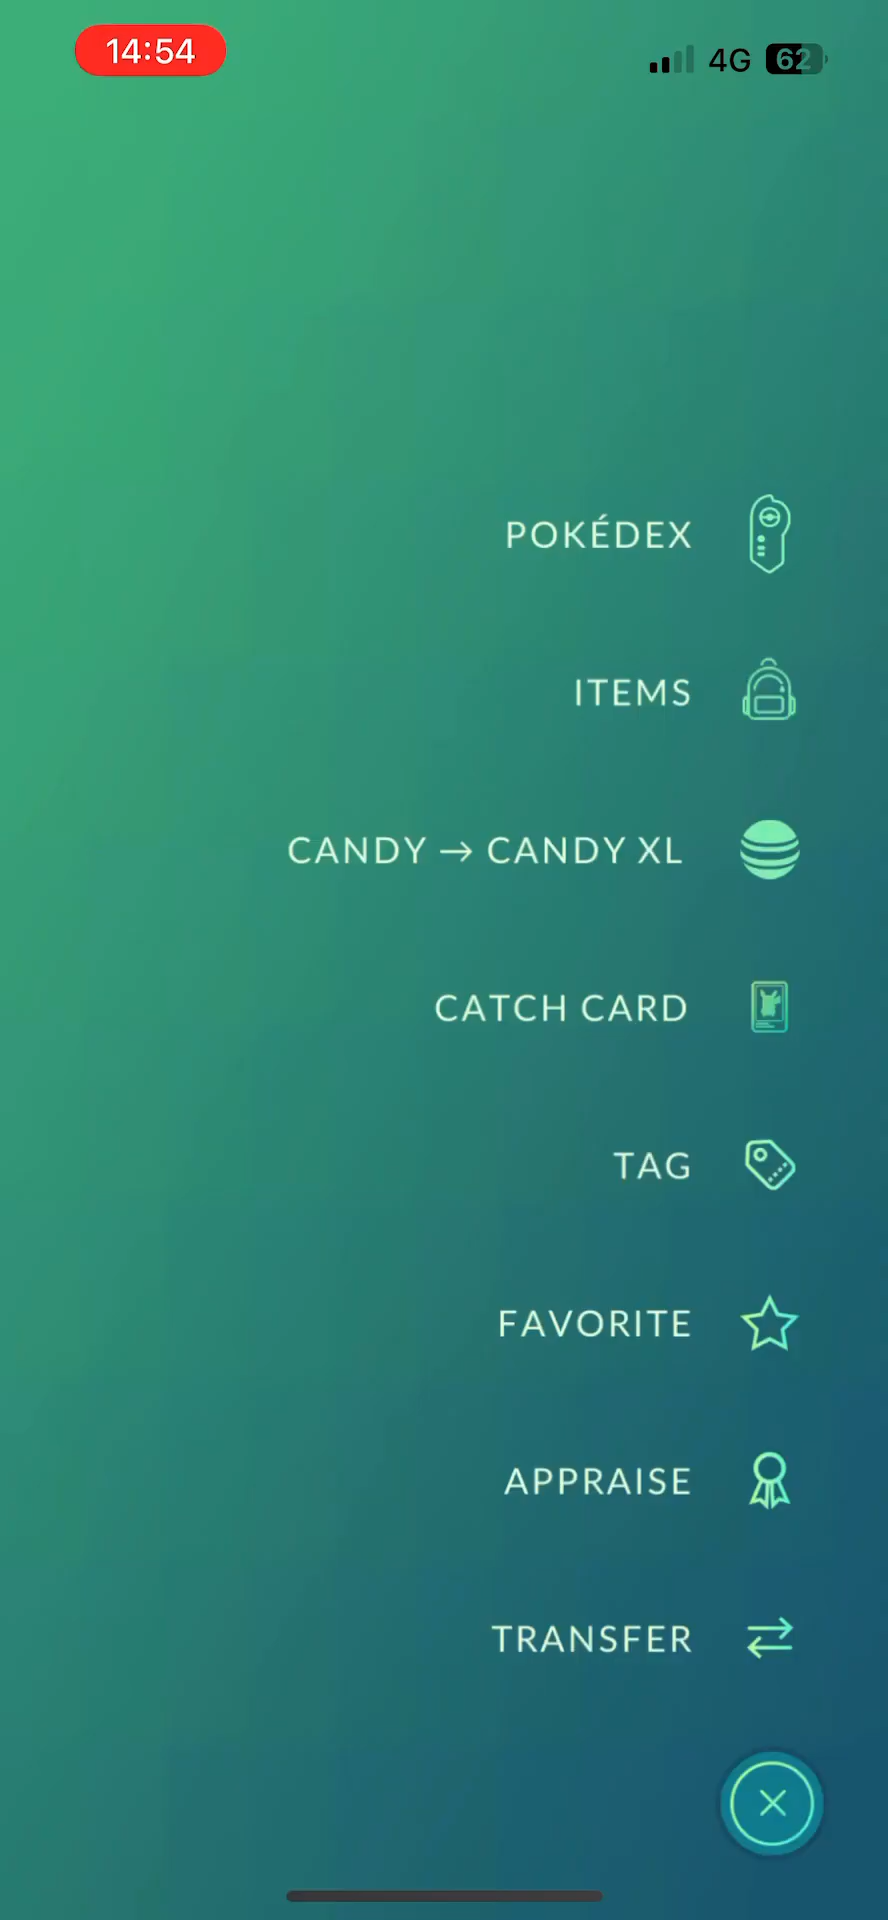 14:54
4G 62
POKÉDEX
ITEMS
CANDY → CANDY XL
CATCH CARD
TAG
FAVORITE
APPRAISE
TRANSFER